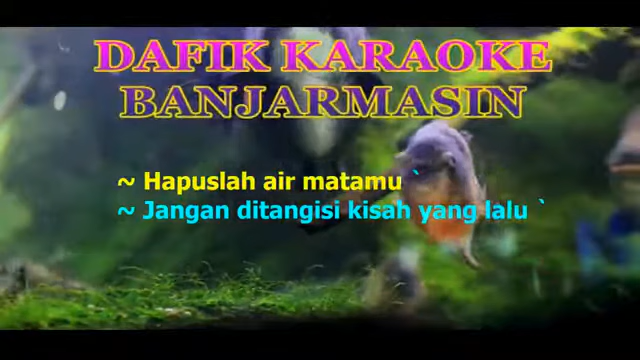 DAFIK KARAOKE
BANJARMASIN
~ Hapuslah air matamu `
~ Jangan ditangisi kisah yang lalu `